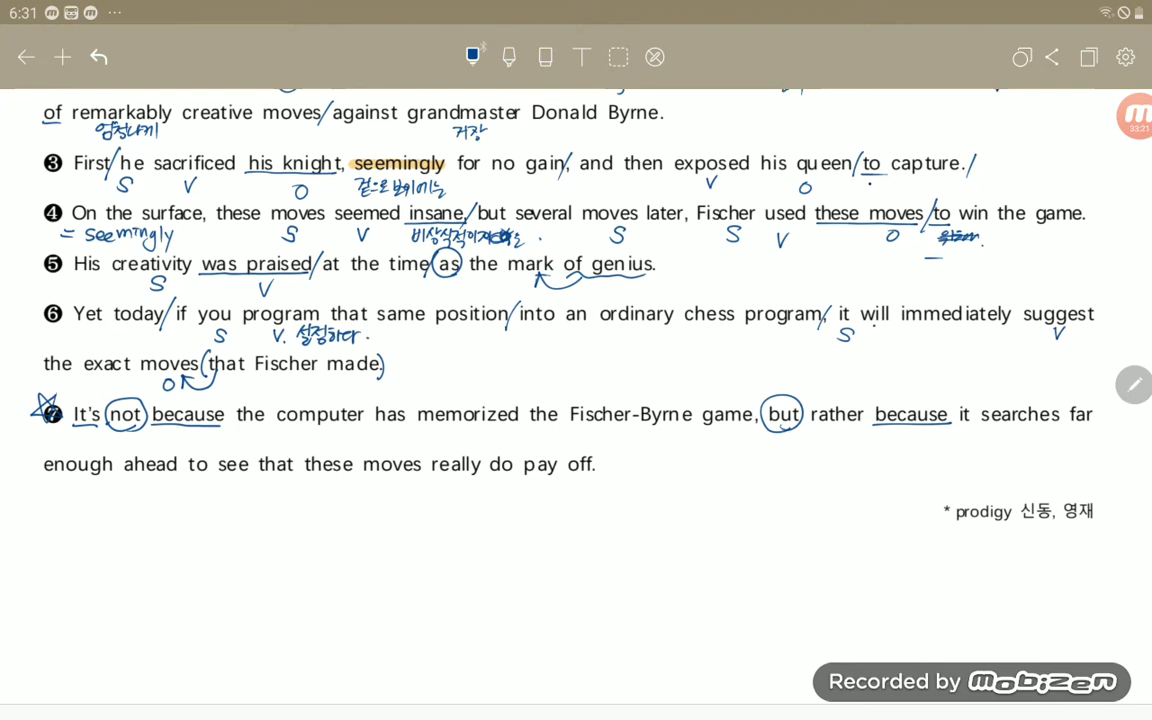 6:31
of remarkably creative moves/against grandmaster Donald Byrne.
엄청나게 거장
❸ First/he sacrificed his knight, seemingly for no gain/, and then exposed his queen/to capture./
S V O 겉으로 보기에는 V O
❹ On the surface, these moves seemed insane,/but several moves later, Fischer used these moves/to win the game.
= seemingly S V S S V O
❺ His creativity was praised/at the time/as the mark of genius.
S V
❻ Yet today/if you program that same position/into an ordinary chess program/, it will immediately suggest
S V. 설정하다. S V
the exact moves(that Fischer made.)
O
❼ It's not because the computer has memorized the Fischer-Byrne game, but rather because it searches far
enough ahead to see that these moves really do pay off.
* prodigy 신동, 영재
33:21
Recorded by mobizen